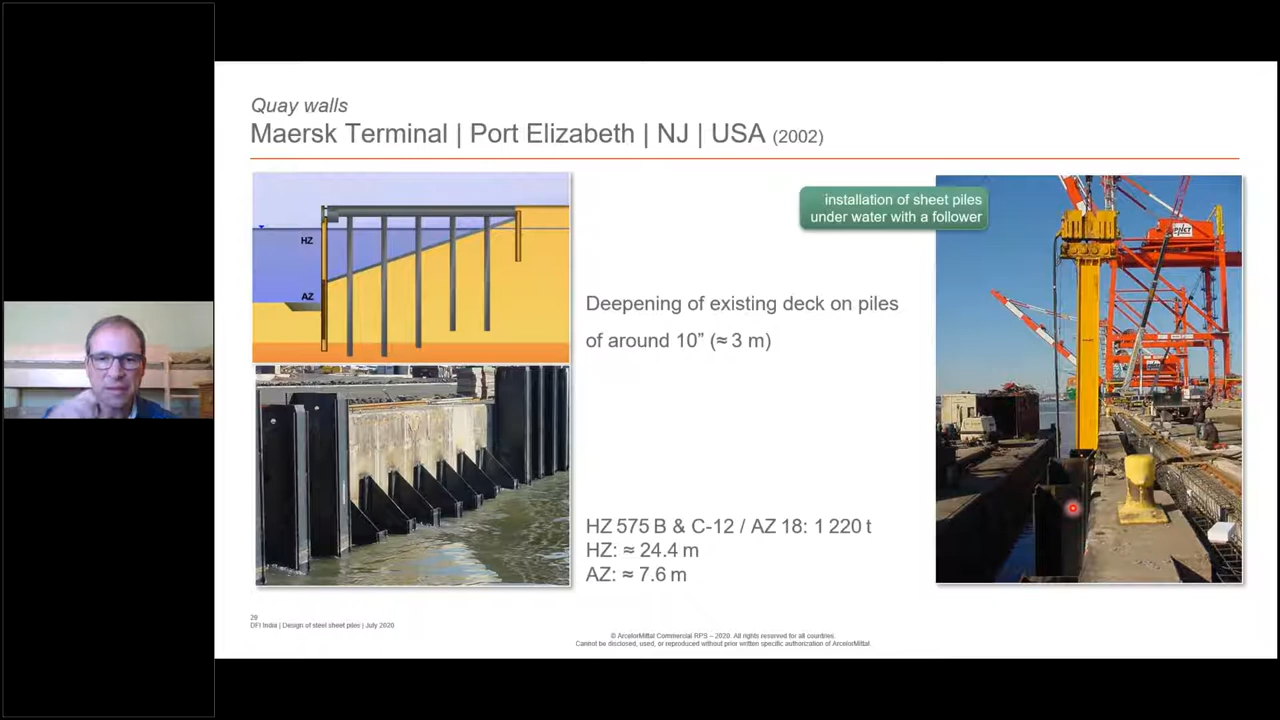 Quay walls
Maersk Terminal | Port Elizabeth | NJ | USA (2002)
HZ
AZ
installation of sheet piles
under water with a follower
Deepening of existing deck on piles
of around 10” (≈ 3 m)
HZ 575 B & C-12 / AZ 18: 1 220 t
HZ: ≈ 24.4 m
AZ: ≈ 7.6 m
29
DFI India | Design of steel sheet piles | July 2020
© ArcelorMittal Commercial RPS – 2020. All rights reserved for all countries.
Cannot be disclosed, used, or reproduced without prior written specific authorization of ArcelorMittal